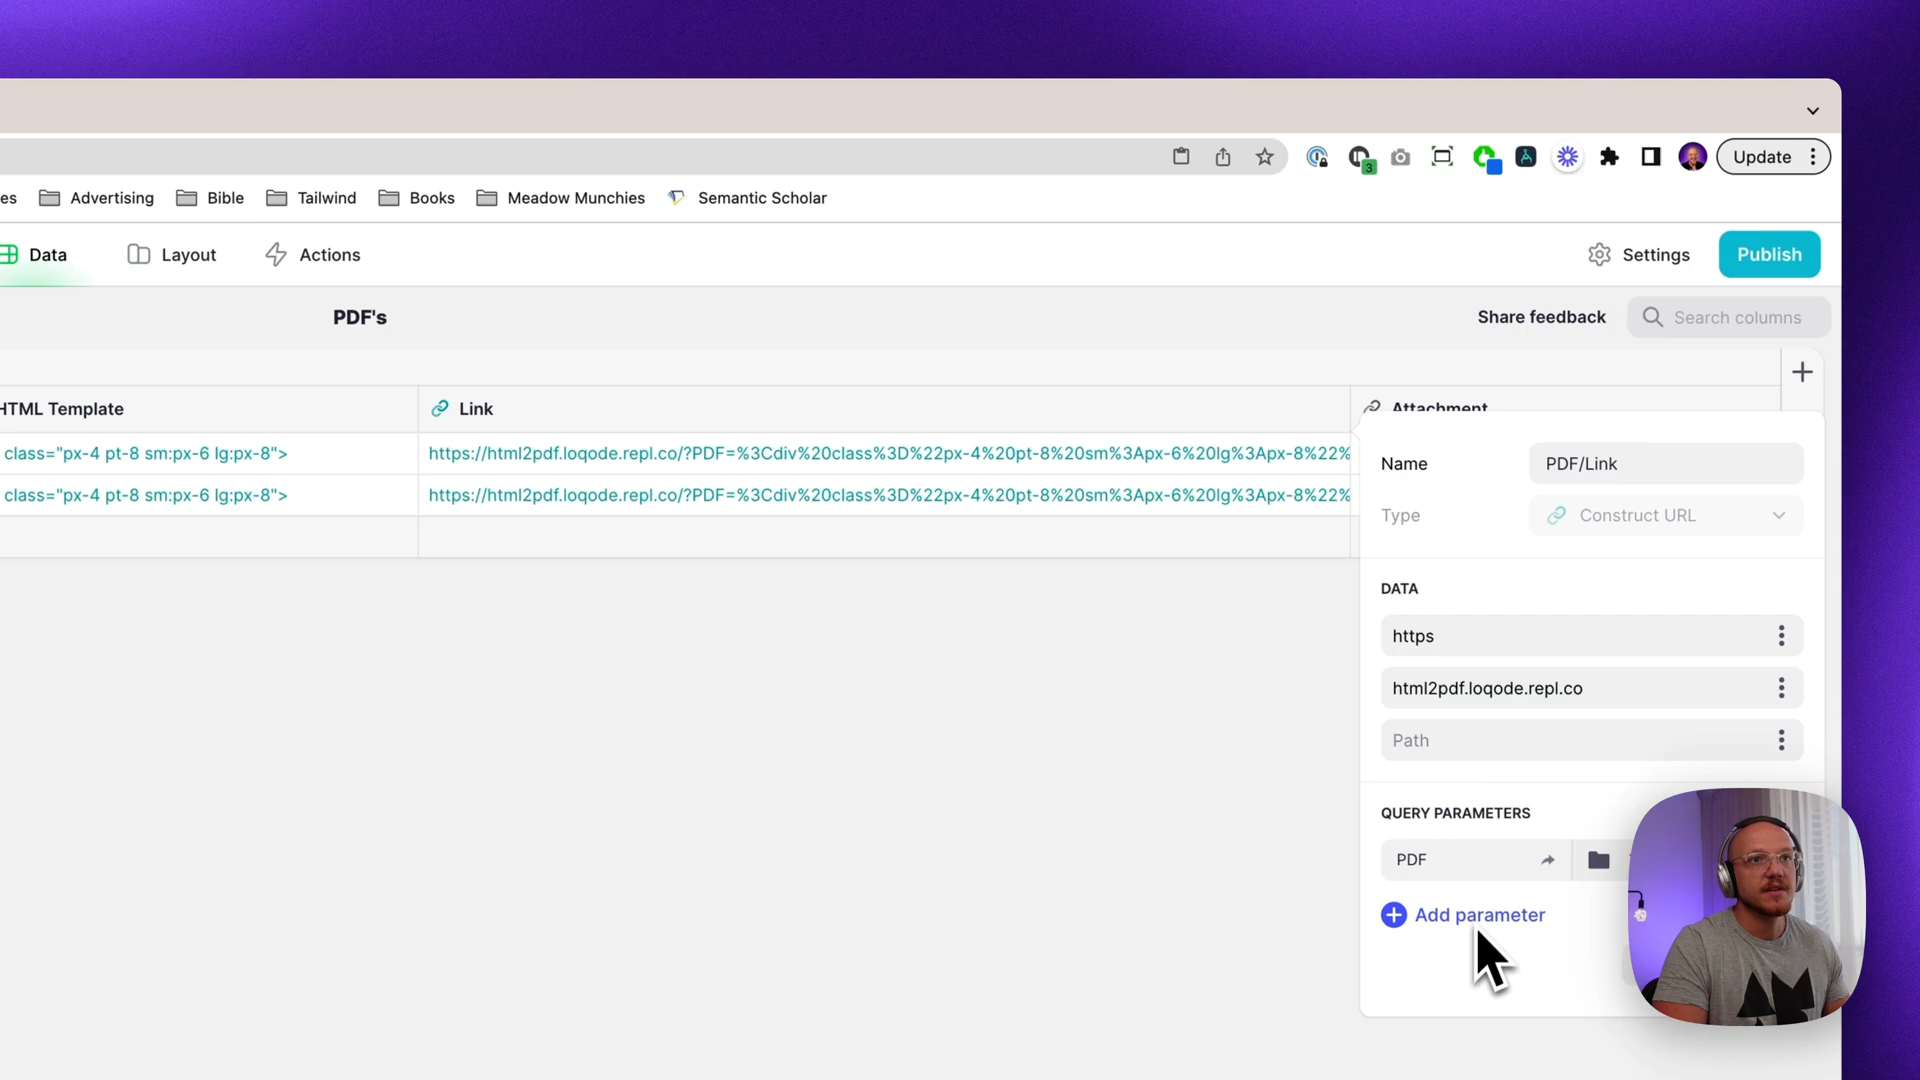 3
Update
es
Advertising
Bible
Tailwind
Books
Meadow Munchies
Semantic Scholar
Data
Layout
Actions
Settings
Publish
PDF's
Share feedback
Search columns
HTML Template
Link
Attachment
class="px-4 pt-8 sm:px-6 lg:px-8">
https://html2pdf.loqode.repl.co/?PDF=%3Cdiv%20class%3D%22px-4%20pt-8%20sm%3Apx-6%20lg%3Apx-8%22%
class="px-4 pt-8 sm:px-6 lg:px-8">
https://html2pdf.loqode.repl.co/?PDF=%3Cdiv%20class%3D%22px-4%20pt-8%20sm%3Apx-6%20lg%3Apx-8%22%
Name
PDF/Link
Type
Construct URL
DATA
https
html2pdf.loqode.repl.co
Path
QUERY PARAMETERS
PDF
Add parameter